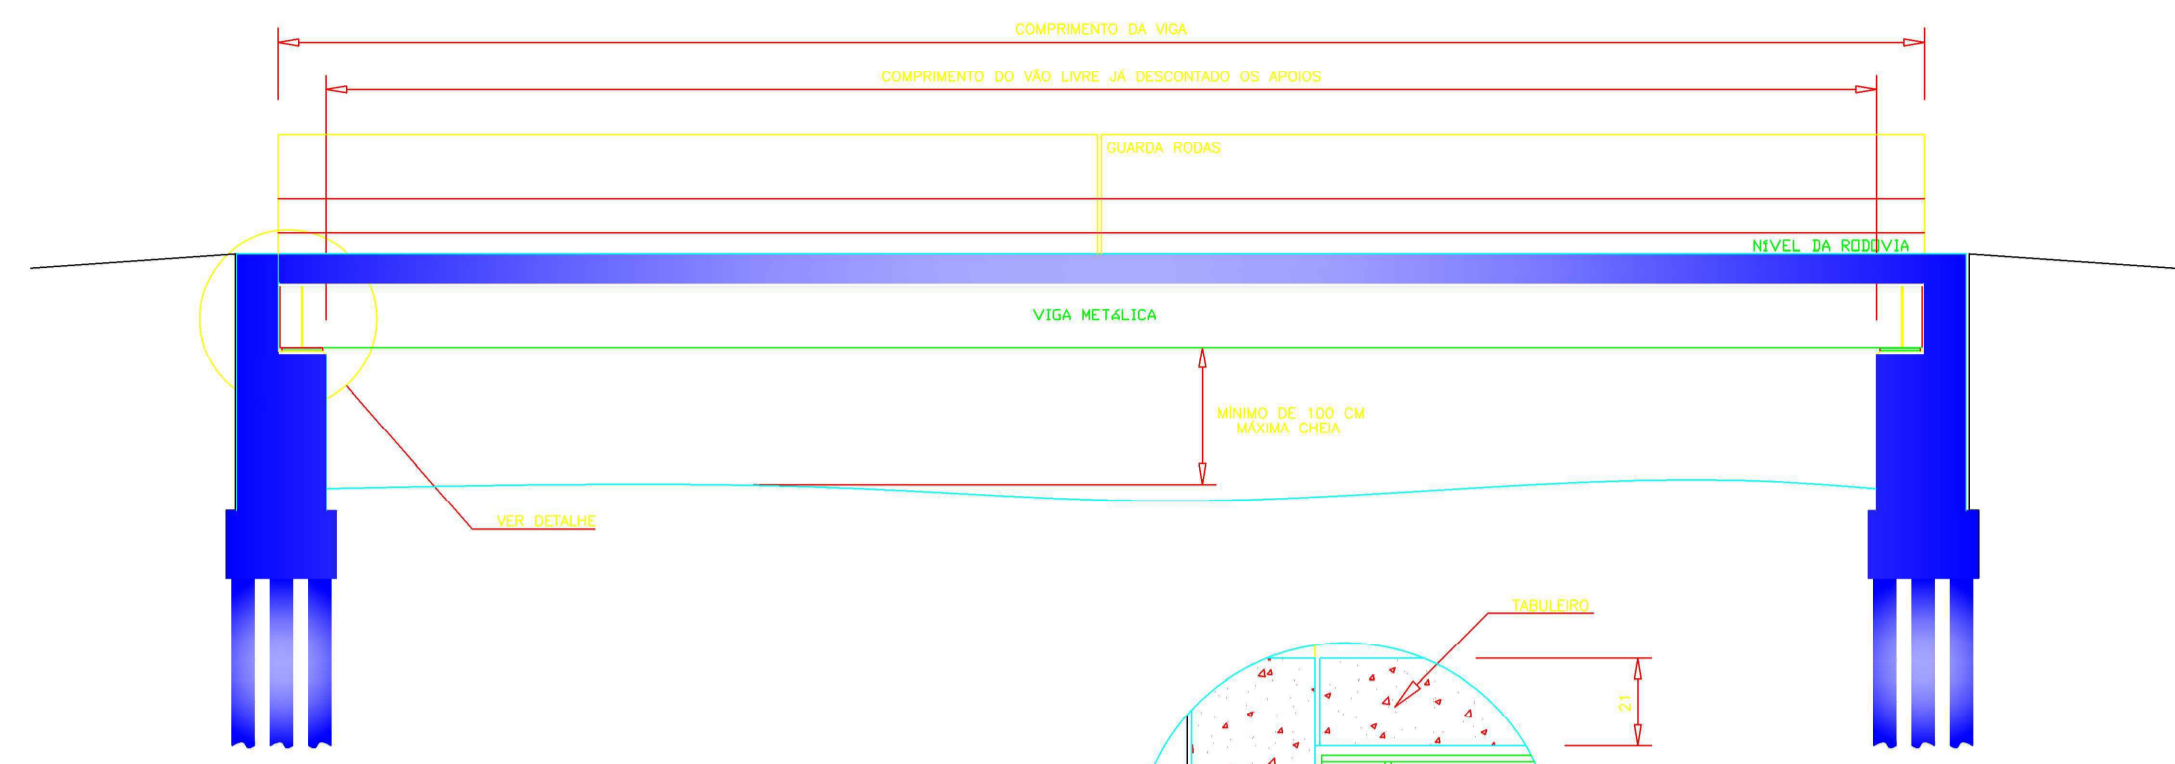 COMPRIMENTO DA VIGA
COMPRIMENTO DO VÃO LIVRE JÁ DESCONTADO OS APOIOS
GUARDA RODAS
NÍVEL DA RODOVIA
VIGA METÁLICA
MÍNIMO DE 100 CM
MÁXIMA CHEIA
VER DETALHE
TABULEIRO
21